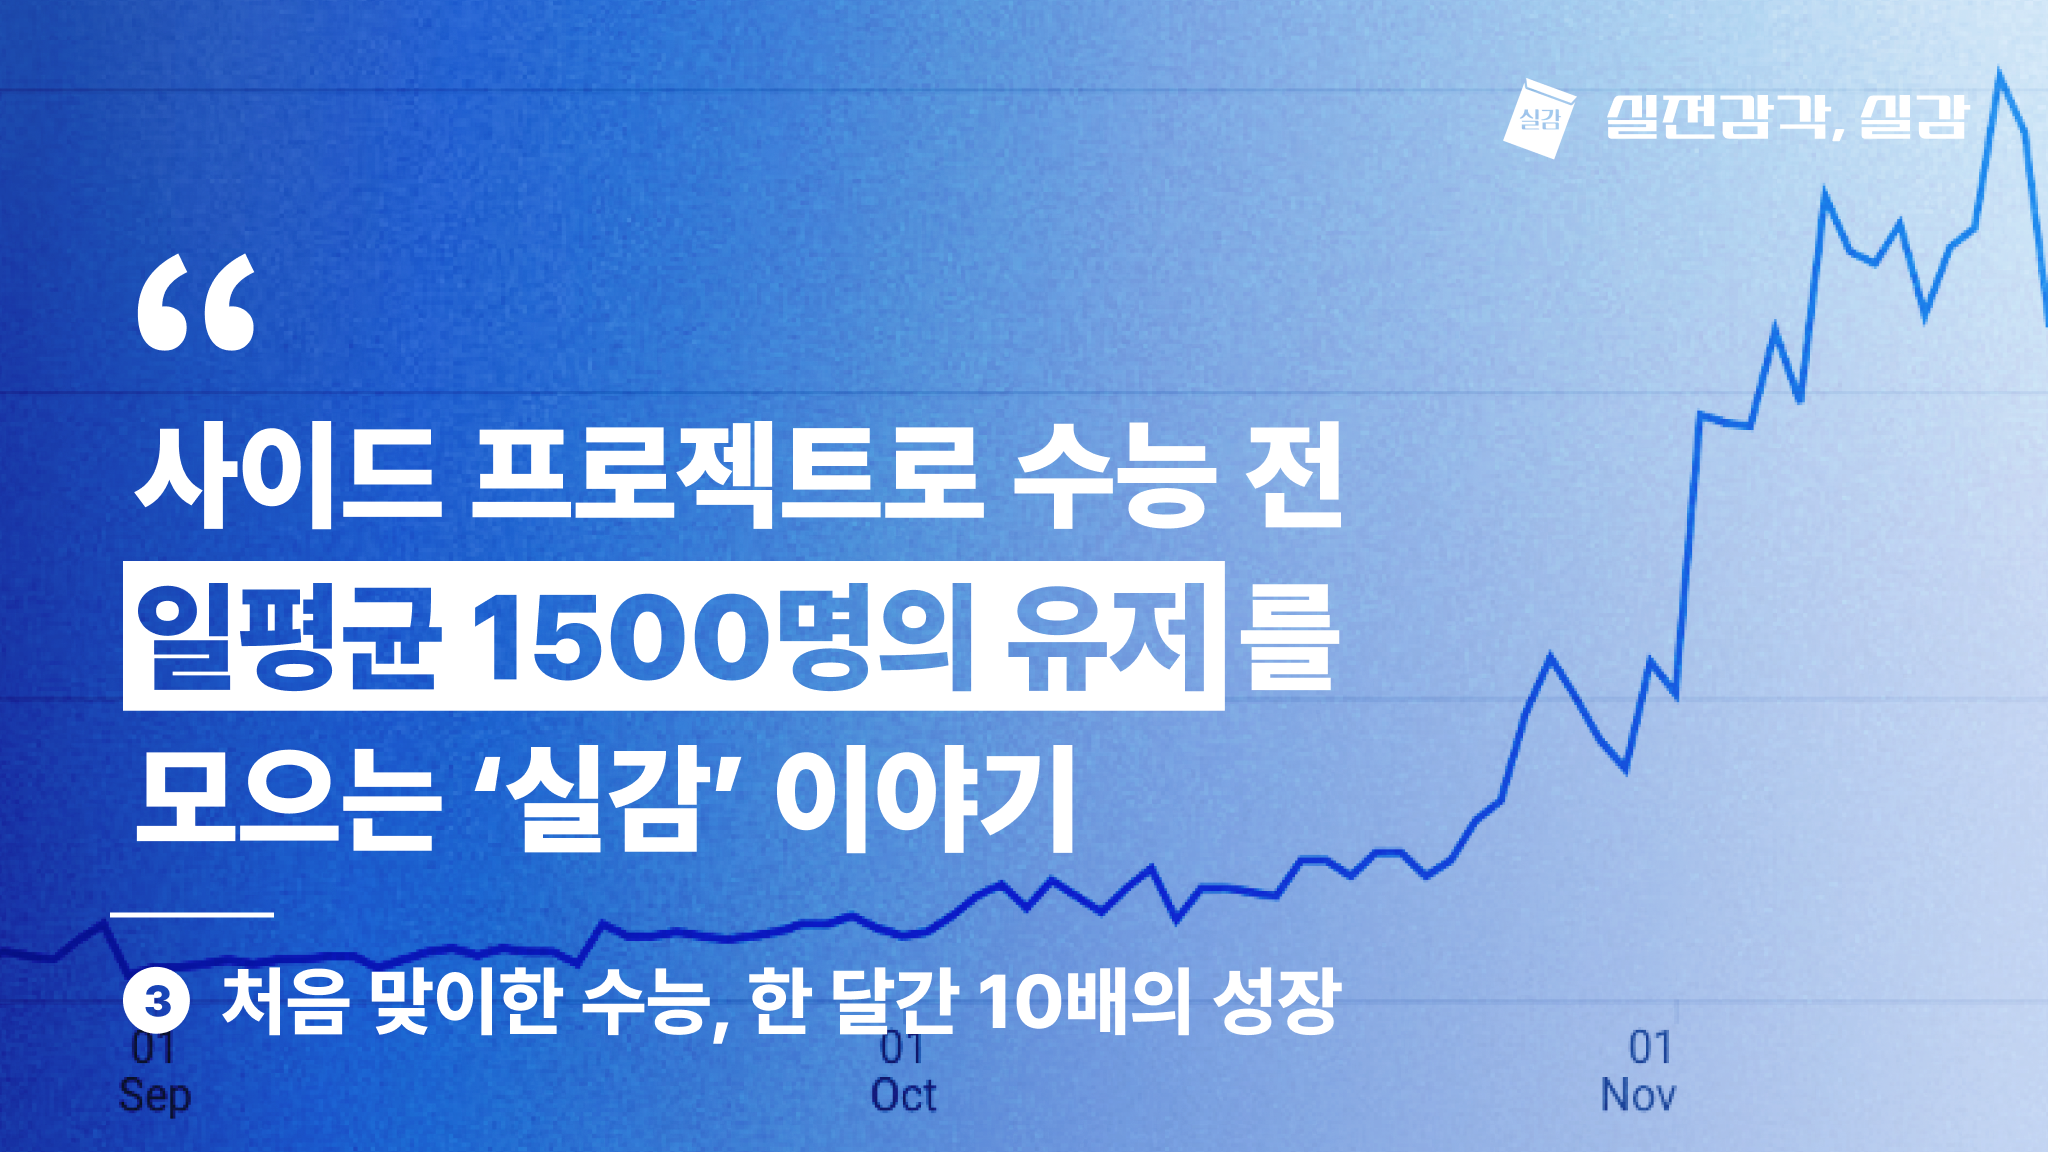 실감
실전감각, 실감
“
사이드 프로젝트로 수능 전
일평균 1500명의 유저를
모으는 ‘실감’ 이야기
3 처음 맞이한 수능, 한 달간 10배의 성장
01 01 01
Sep Oct Nov